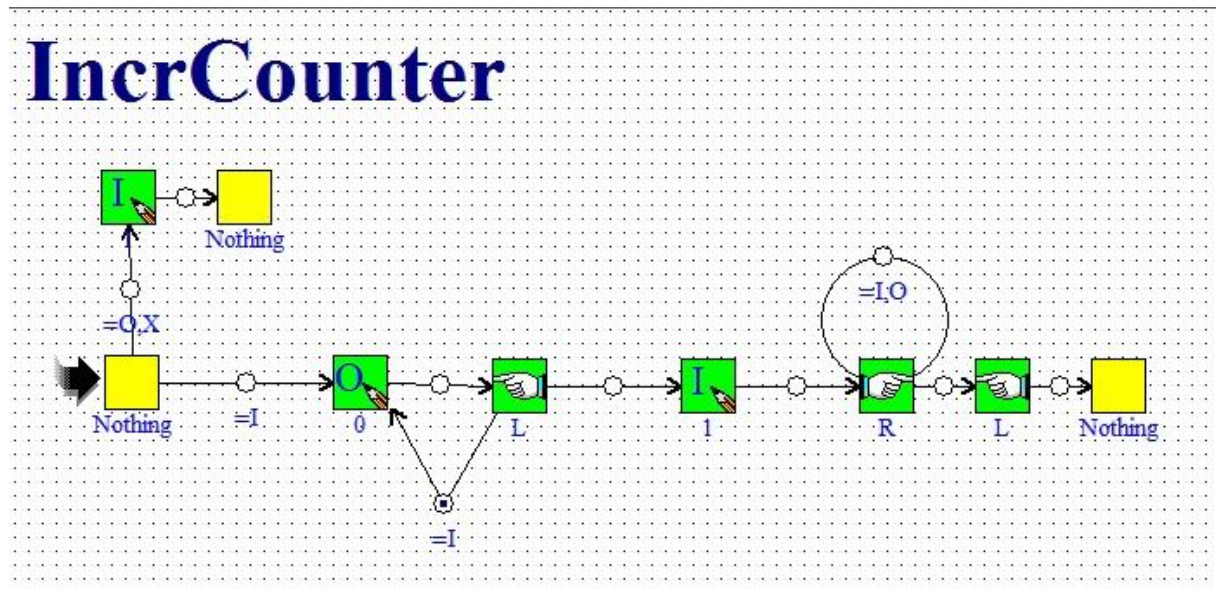 IncrCounter
I
Nothing
=O,X
=I,O
O
I
Nothing
=I
0
L
1
R
L
Nothing
=I